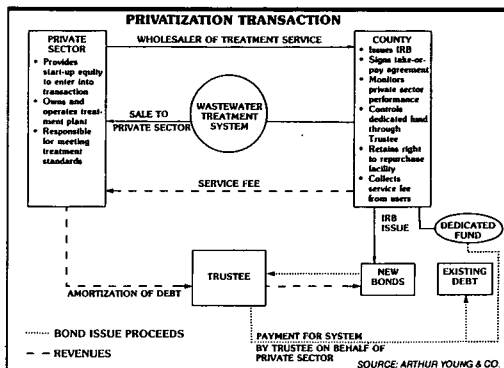 PRIVATIZATION TRANSACTION
PRIVATE
SECTOR
• Provides
start-up equity
to enter into
transaction
• Owns and
operates treat-
ment plant
• Responsible
for meeting
treatment
standards
WHOLESALER OF TREATMENT SERVICE
WASTEWATER
TREATMENT
SYSTEM
SALE TO
PRIVATE SECTOR
SERVICE FEE
COUNTY
• Issues IRB
• Signs take-or-
pay agreement
• Monitors
private sector
performance
• Controls
dedicated fund
through
Trustee
• Retains right
to repurchase
facility
• Collects
service fee
from users
IRB
ISSUE
DEDICATED
FUND
TRUSTEE
NEW
BONDS
EXISTING
DEBT
AMORTIZATION OF DEBT
BOND ISSUE PROCEEDS
REVENUES
PAYMENT FOR SYSTEM
BY TRUSTEE ON BEHALF OF
PRIVATE SECTOR
SOURCE: ARTHUR YOUNG & CO.